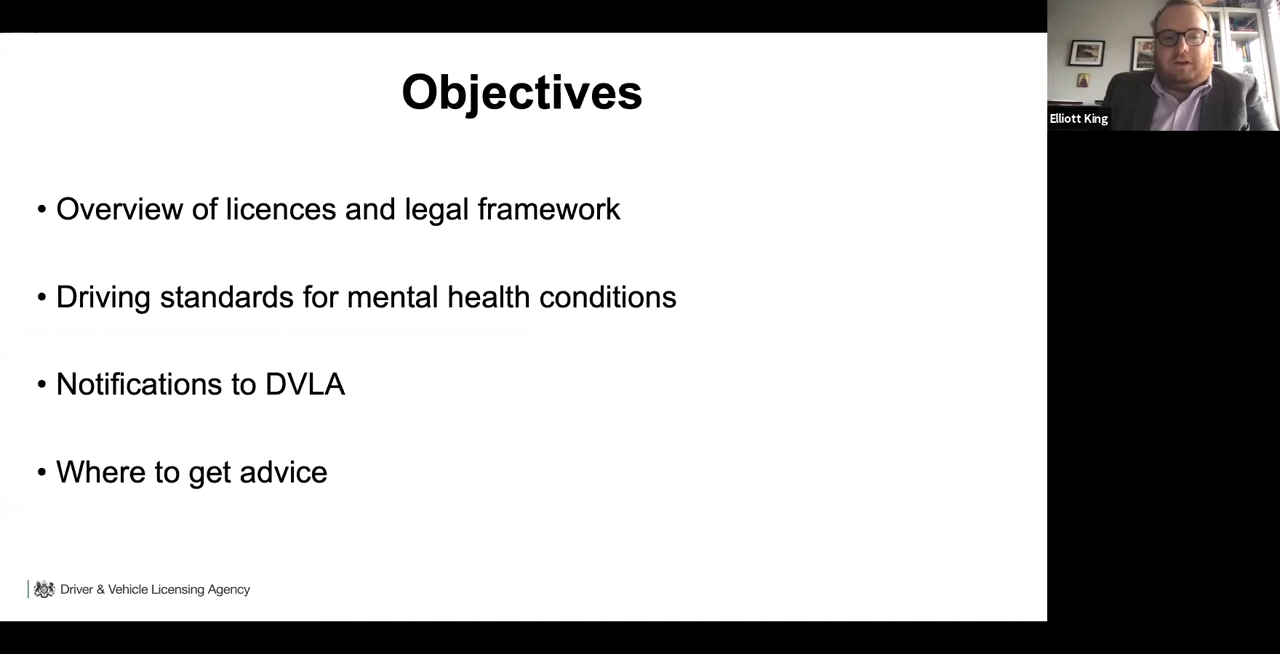 Objectives
• Overview of licences and legal framework
• Driving standards for mental health conditions
• Notifications to DVLA
• Where to get advice
Driver & Vehicle Licensing Agency
Elliott King